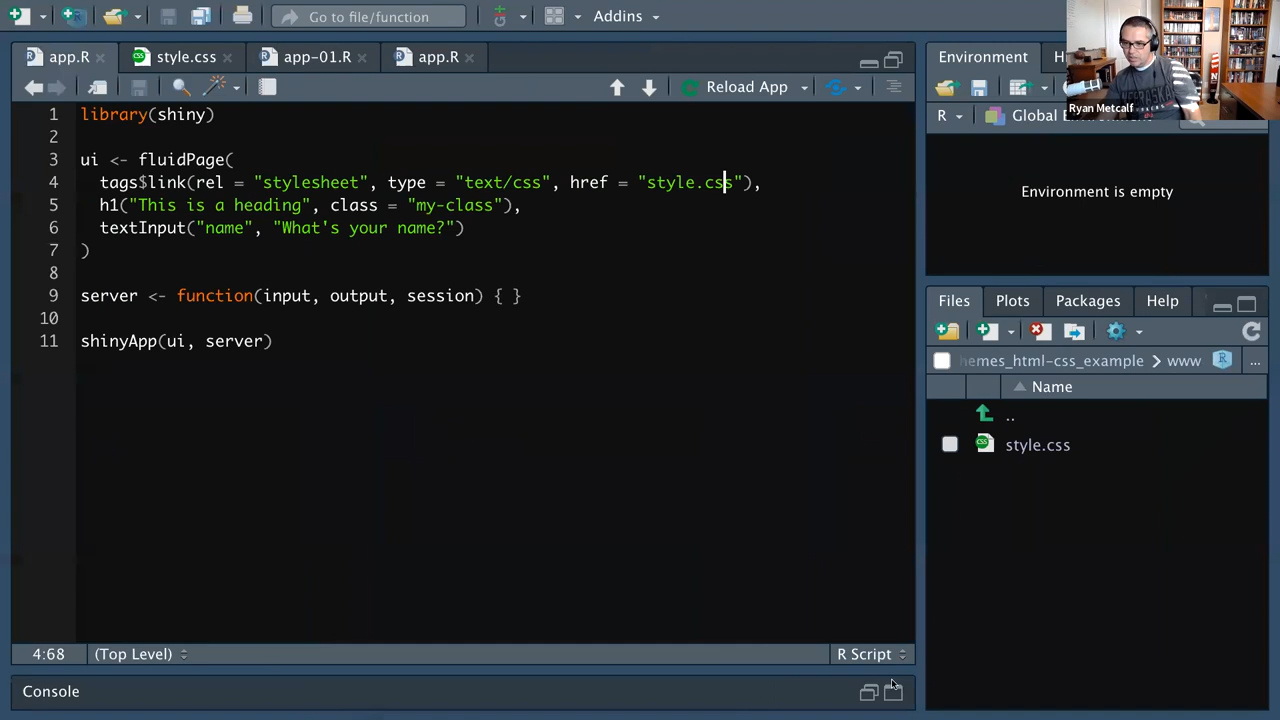 Go to file/function
Addins
app.R
style.css
app-01.R
app.R
Reload App
1 library(shiny)
2
3 ui <- fluidPage(
4 tags$link(rel = "stylesheet", type = "text/css", href = "style.css"),
5 h1("This is a heading", class = "my-class"),
6 textInput("name", "What's your name?")
7 )
8
9 server <- function(input, output, session) { }
10
11 shinyApp(ui, server)
4:68
(Top Level)
R Script
Console
Environment
Ryan Metcalf
R
Global
Environment is empty
Files
Plots
Packages
Help
emes_html-css_example
www
...
Name
..
CSS
style.css